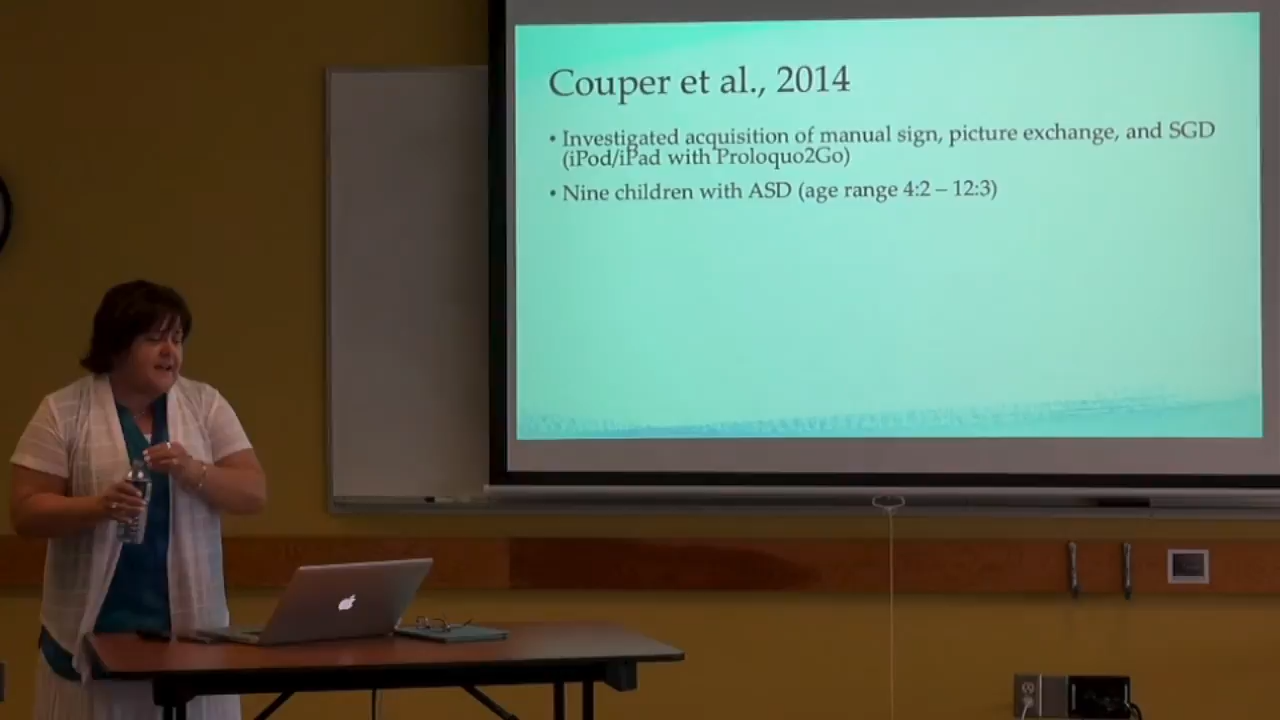 Couper et al., 2014
• Investigated acquisition of manual sign, picture exchange, and SGD
(iPod/iPad with Proloquo2Go)
• Nine children with ASD (age range 4:2 – 12:3)